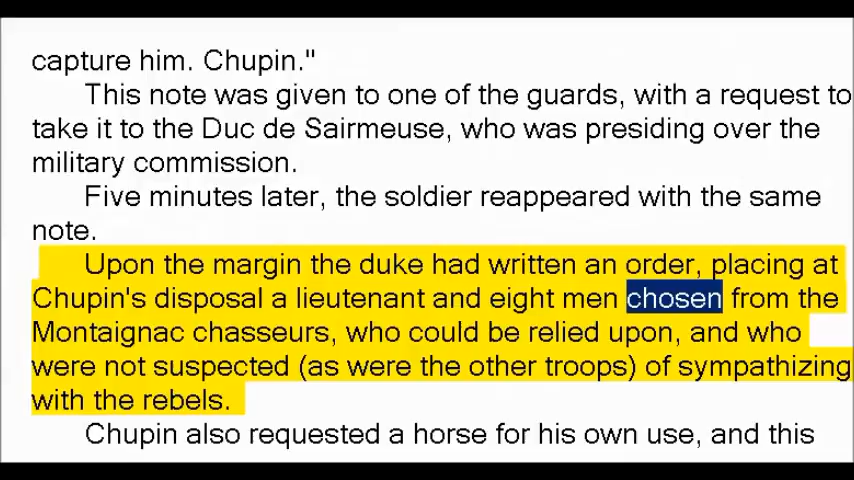 capture him. Chupin."
This note was given to one of the guards, with a request to
take it to the Duc de Sairmeuse, who was presiding over the
military commission.
Five minutes later, the soldier reappeared with the same
note.
Upon the margin the duke had written an order, placing at
Chupin's disposal a lieutenant and eight men chosen from the
Montaignac chasseurs, who could be relied upon, and who
were not suspected (as were the other troops) of sympathizing
with the rebels.
Chupin also requested a horse for his own use, and this